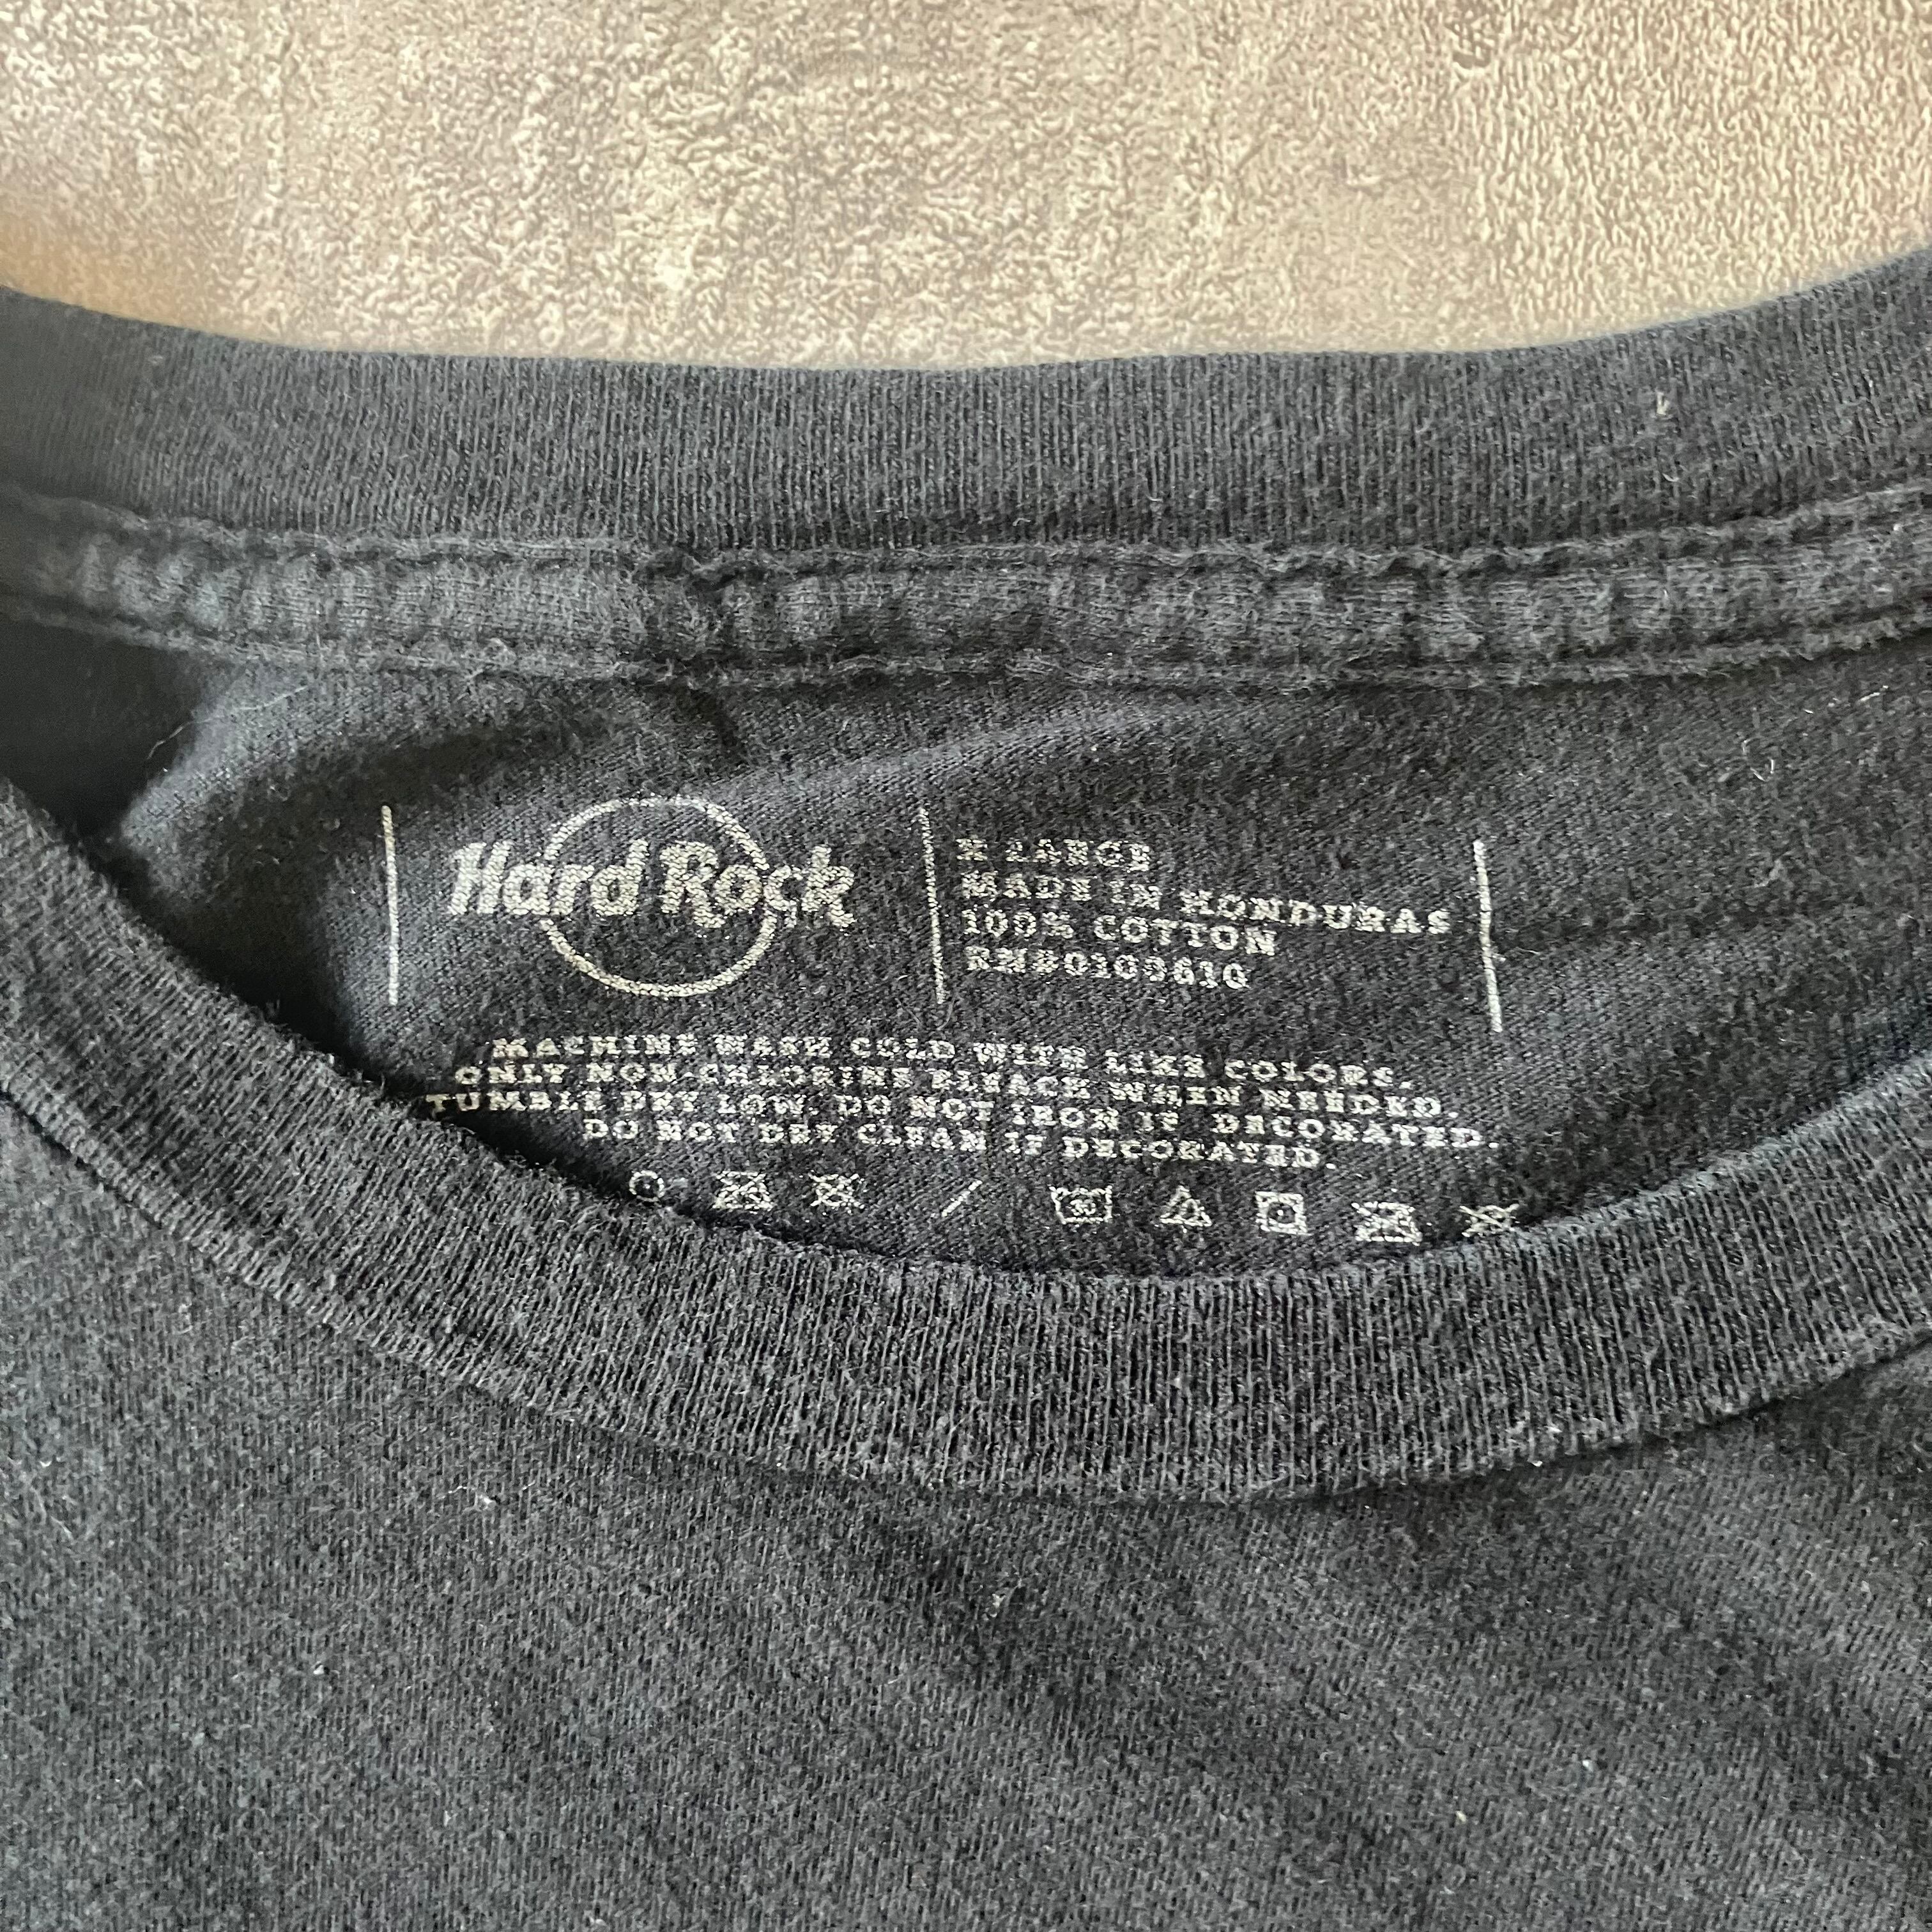 Hard Rock
X LARGE
MADE IN HONDURAS
100% COTTON
MACHINE WASH COLD WITH LIKE COLORS.
ONLY NON-CHLORINE BLEACH WHEN NEEDED.
TUMBLE DRY LOW. DO NOT IRON IF DECORATED.
DO NOT DRY CLEAN IF DECORATED.
30